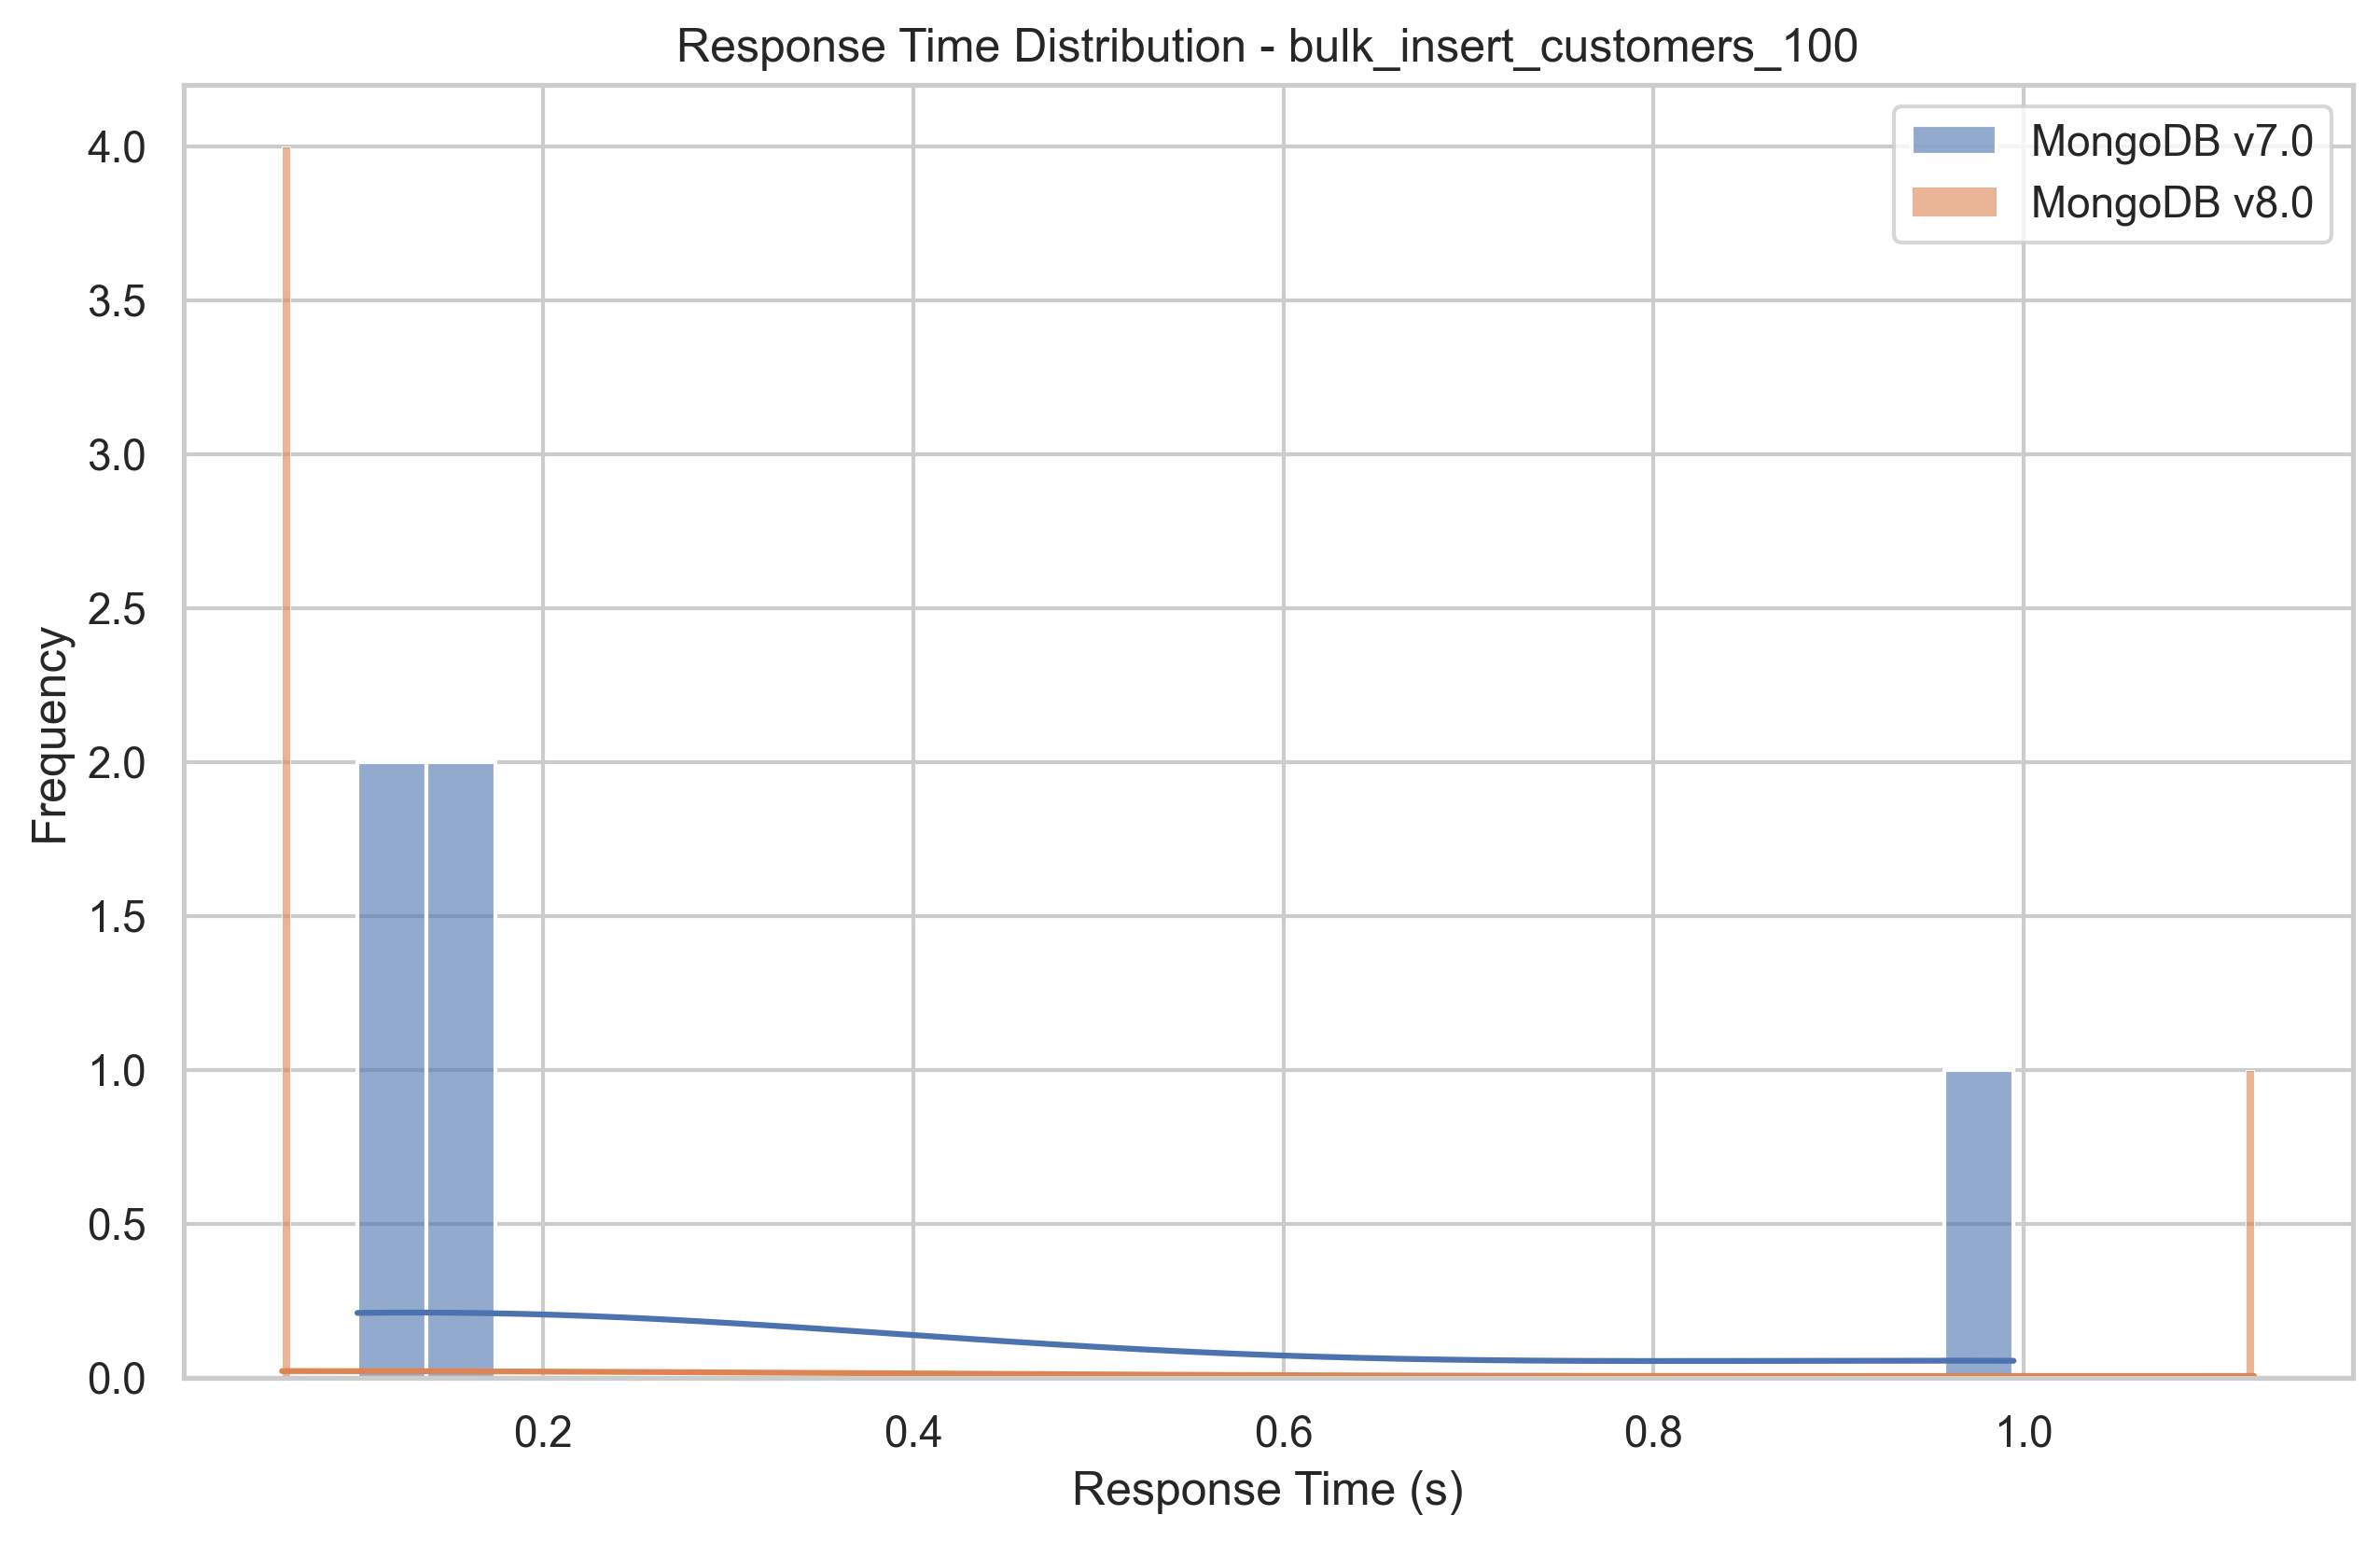 Response Time Distribution - bulk_insert_customers_100
MongoDB v7.0
MongoDB v8.0
Frequency
4.0
3.5
3.0
2.5
2.0
1.5
1.0
0.5
0.0
0.2 0.4 0.6 0.8 1.0
Response Time (s)